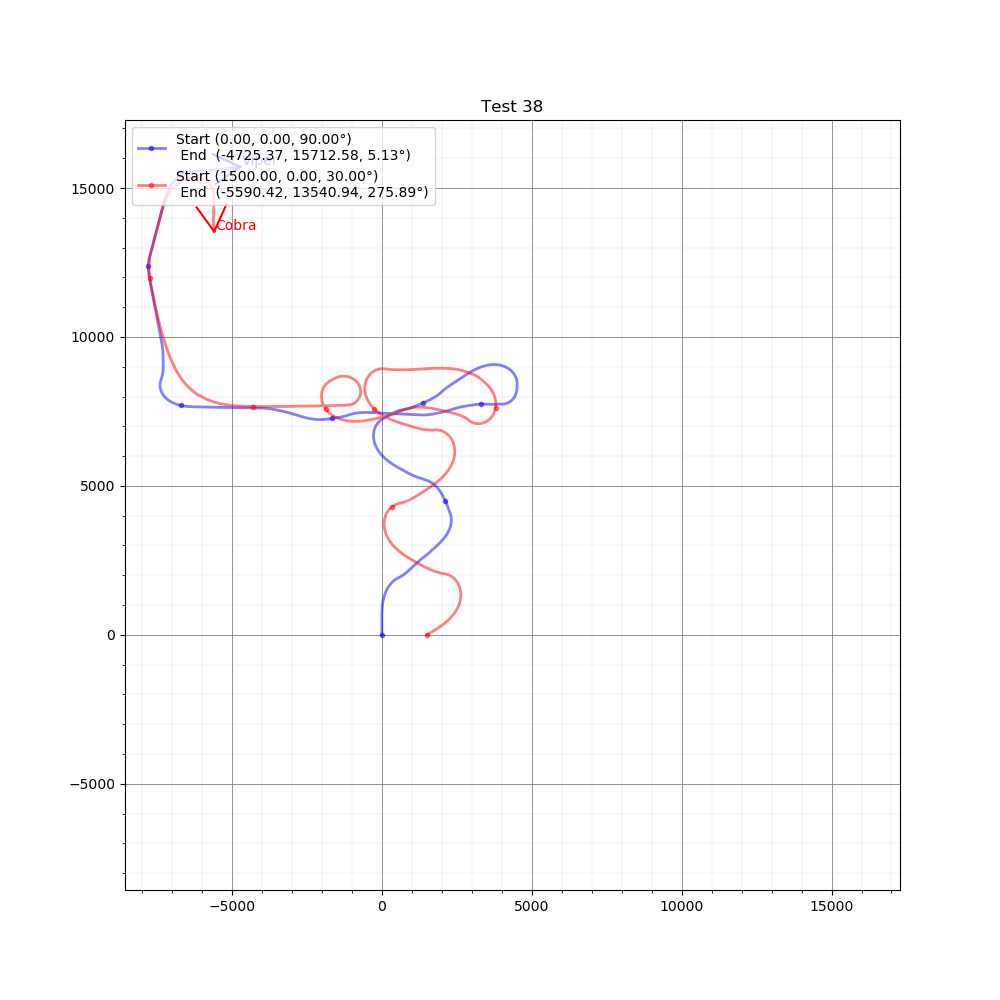 Test 38
Start (0.00, 0.00, 90.00°)
End (-4725.37, 15712.58, 5.13°)
Start (1500.00, 0.00, 30.00°)
End (-5590.42, 13540.94, 275.89°)
Viper
Cobra
15000
10000
5000
0
−5000
−5000
0
5000
10000
15000